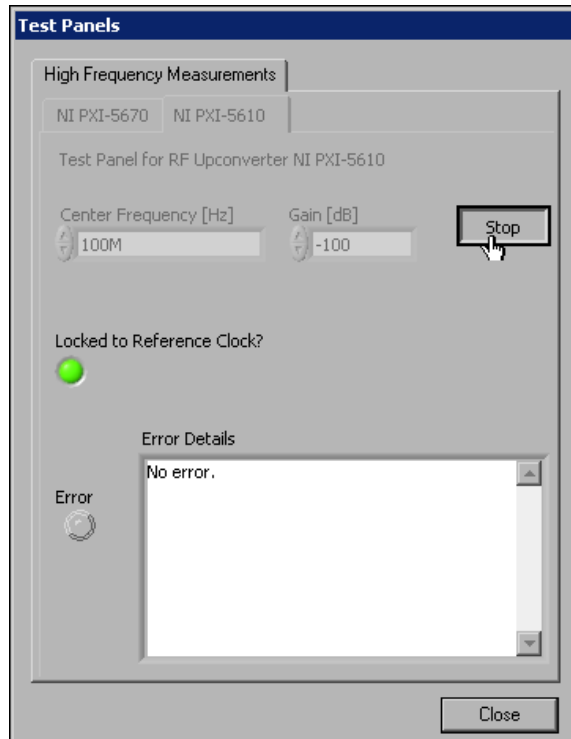 Test Panels
High Frequency Measurements
NI PXI-5670 NI PXI-5610
Test Panel for RF Upconverter NI PXI-5610
Center Frequency [Hz] Gain [dB]
100M -100 Stop
Locked to Reference Clock?
Error Details
No error.
Error
Close